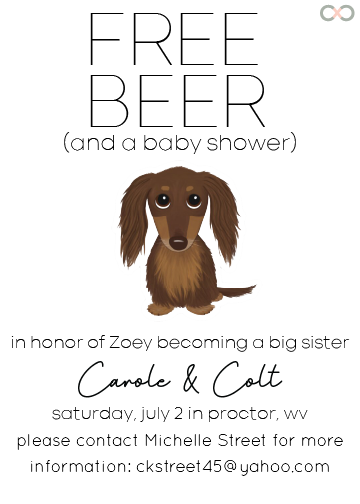 FREE
BEER
(and a baby shower)
in honor of Zoey becoming a big sister
Carole & Colt
saturday, july 2 in proctor, wv
please contact Michelle Street for more
information: ckstreet45@yahoo.com